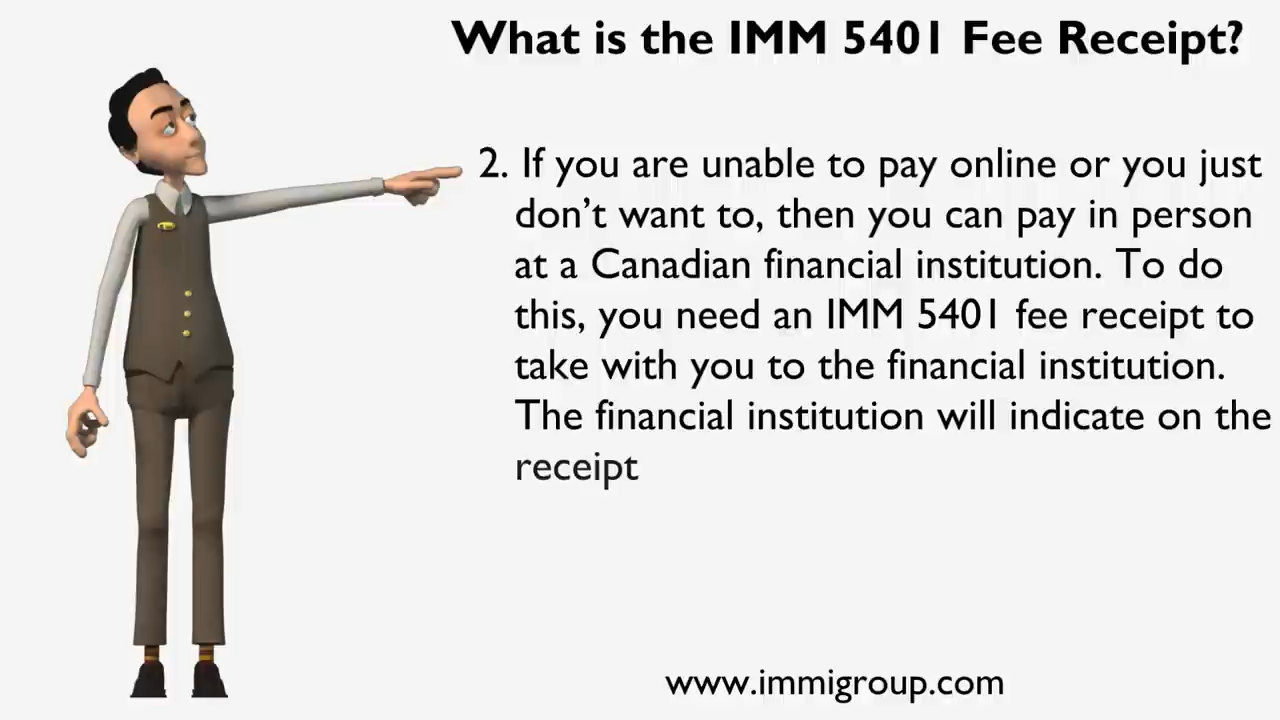 What is the IMM 5401 Fee Receipt?
2. If you are unable to pay online or you just
don't want to, then you can pay in person
at a Canadian financial institution. To do
this, you need an IMM 5401 fee receipt to
take with you to the financial institution.
The financial institution will indicate on the
receipt
www.immigroup.com